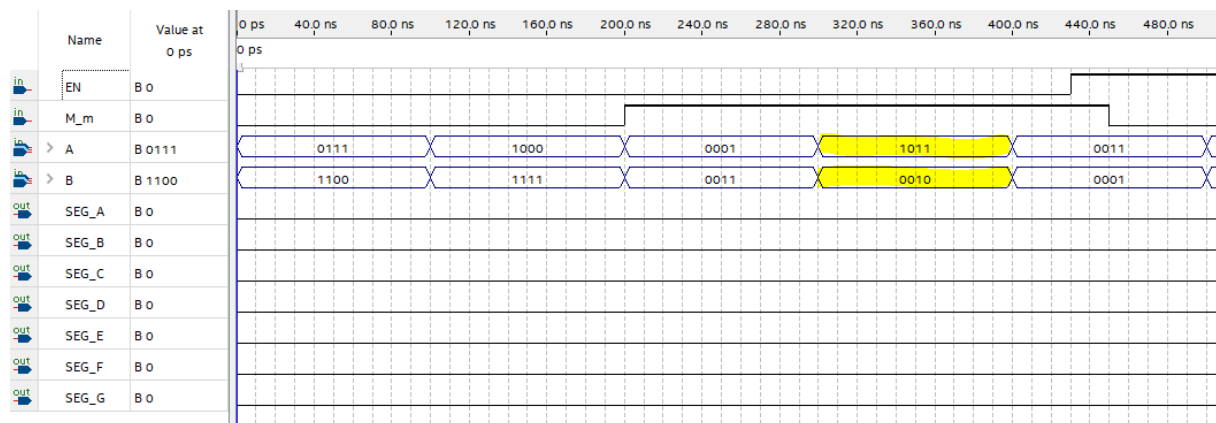 Name Value at 0 ps
0 ps 40.0 ns 80.0 ns 120.0 ns 160.0 ns 200.0 ns 240.0 ns 280.0 ns 320.0 ns 360.0 ns 400.0 ns 440.0 ns 480.0 ns
0 ps
in EN B 0
in M_m B 0
in > A B 0111 0111 1000 0001 1011 0011
in > B B 1100 1100 1111 0011 0010 0001
out SEG_A B 0
out SEG_B B 0
out SEG_C B 0
out SEG_D B 0
out SEG_E B 0
out SEG_F B 0
out SEG_G B 0